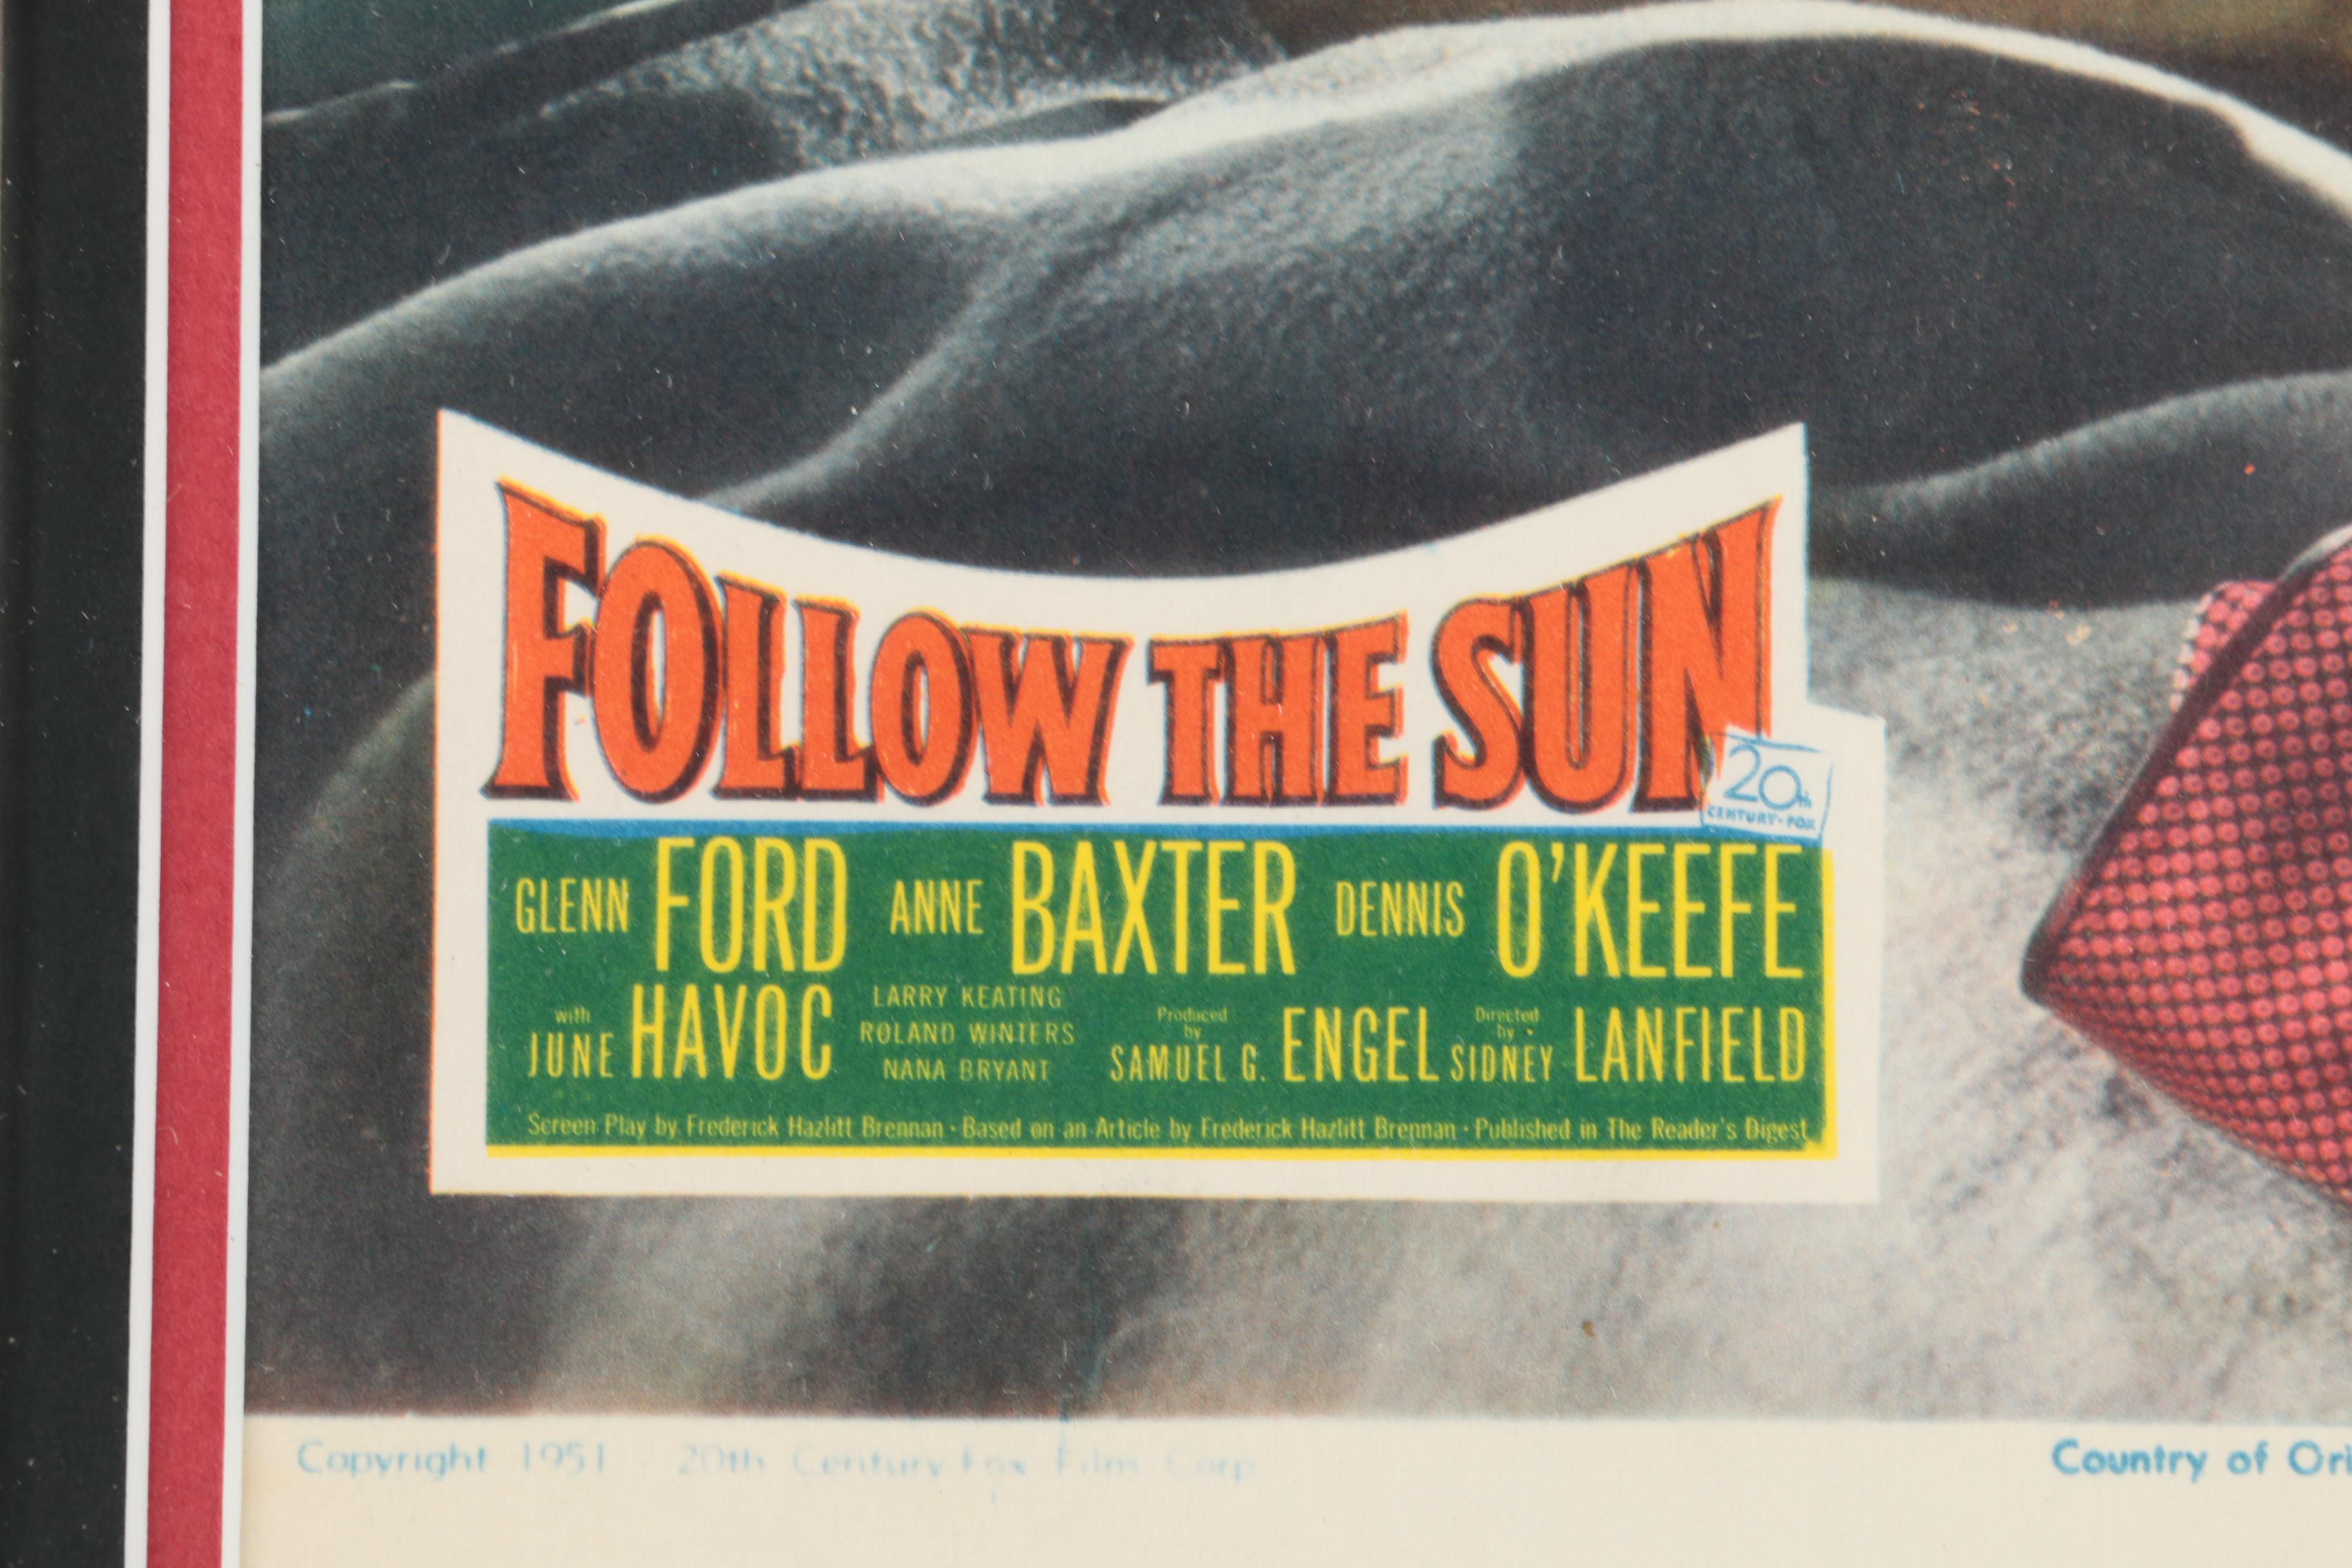 FOLLOW THE SUN
20th
CENTURY-FOX
GLENN FORD ANNE BAXTER DENNIS O'KEEFE
with
JUNE HAVOC
LARRY KEATING
ROLAND WINTERS
NANA BRYANT
Produced
by
SAMUEL G. ENGEL
Directed
by
SIDNEY LANFIELD
Screen Play by Frederick Hazlitt Brennan · Based on an Article by Frederick Hazlitt Brennan · Published in The Reader's Digest
Copyright 1951 - 20th Century-Fox Film Corp.
Country of Ori